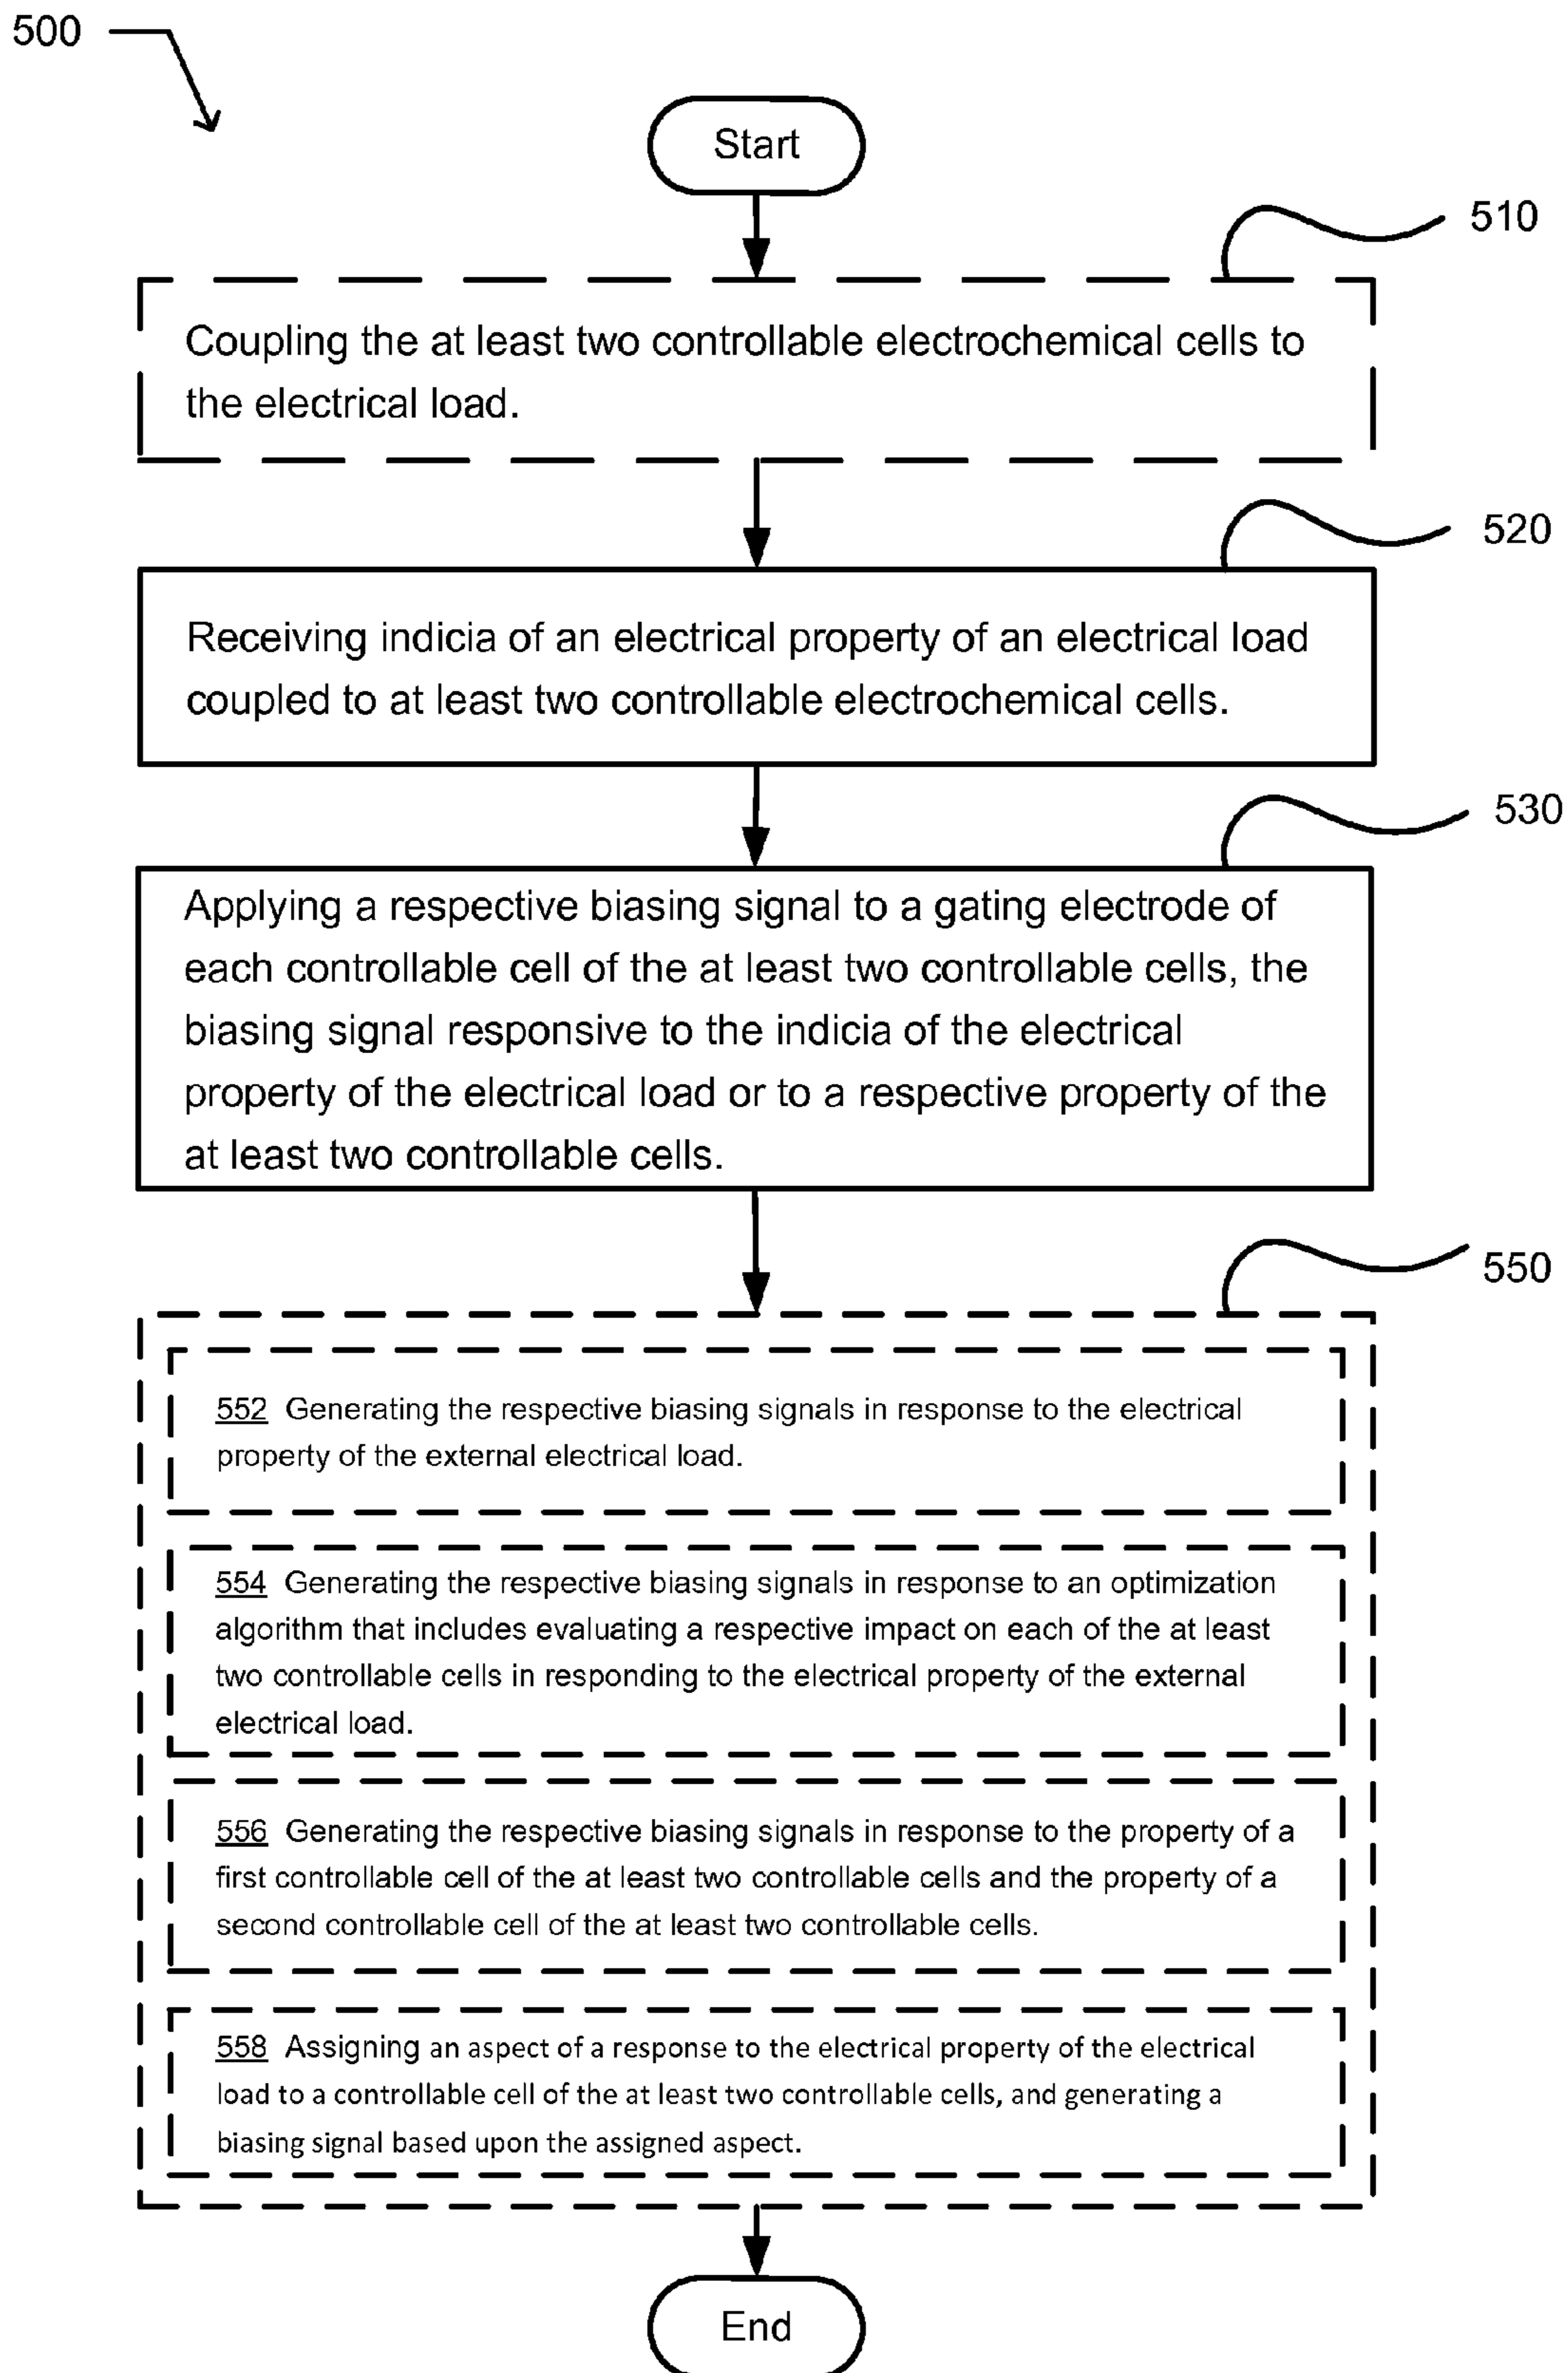 500
Start
510
Coupling the at least two controllable electrochemical cells to
the electrical load.
520
Receiving indicia of an electrical property of an electrical load
coupled to at least two controllable electrochemical cells.
530
Applying a respective biasing signal to a gating electrode of
each controllable cell of the at least two controllable cells, the
biasing signal responsive to the indicia of the electrical
property of the electrical load or to a respective property of the
at least two controllable cells.
550
552 Generating the respective biasing signals in response to the electrical
property of the external electrical load.
554 Generating the respective biasing signals in response to an optimization
algorithm that includes evaluating a respective impact on each of the at least
two controllable cells in responding to the electrical property of the external
electrical load.
556 Generating the respective biasing signals in response to the property of a
first controllable cell of the at least two controllable cells and the property of a
second controllable cell of the at least two controllable cells.
558 Assigning an aspect of a response to the electrical property of the electrical
load to a controllable cell of the at least two controllable cells, and generating a
biasing signal based upon the assigned aspect.
End